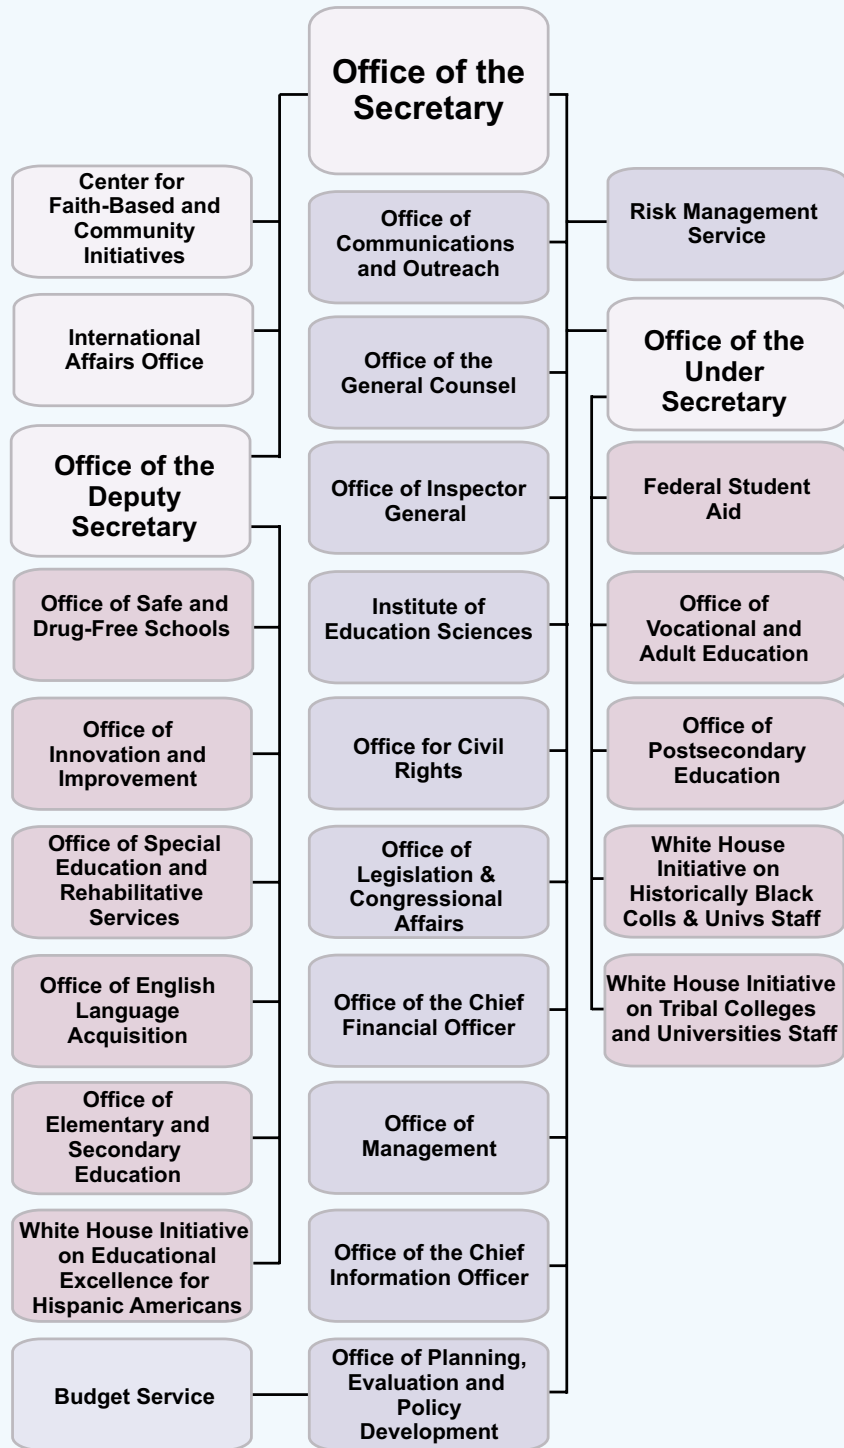 Office of the
Secretary
Center for
Faith-Based and
Community
Initiatives
International
Affairs Office
Office of the
Deputy
Secretary
Office of Safe and
Drug-Free Schools
Office of
Innovation and
Improvement
Office of Special
Education and
Rehabilitative
Services
Office of English
Language
Acquisition
Office of
Elementary and
Secondary
Education
White House Initiative
on Educational
Excellence for
Hispanic Americans
Budget Service
Office of
Communications
and Outreach
Office of the
General Counsel
Office of Inspector
General
Institute of
Education Sciences
Office for Civil
Rights
Office of
Legislation &
Congressional
Affairs
Office of the Chief
Financial Officer
Office of
Management
Office of the Chief
Information Officer
Office of Planning,
Evaluation and
Policy
Development
Risk Management
Service
Office of the
Under
Secretary
Federal Student
Aid
Office of
Vocational and
Adult Education
Office of
Postsecondary
Education
White House
Initiative on
Historically Black
Colls & Univs Staff
White House Initiative
on Tribal Colleges
and Universities Staff